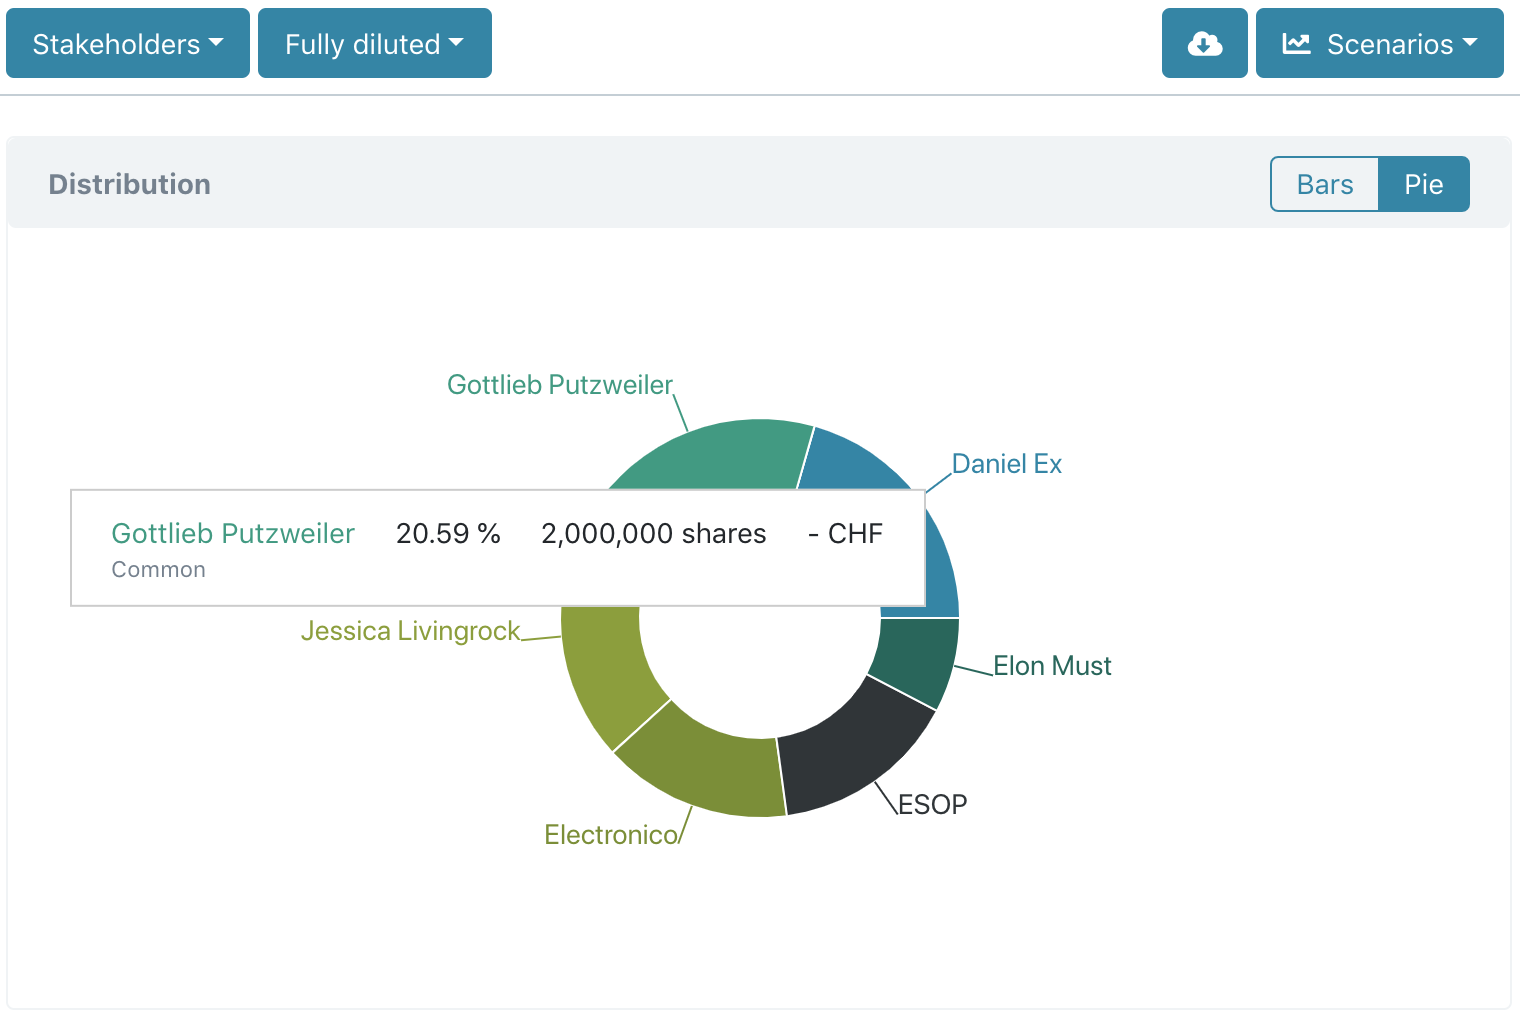 Stakeholders
Fully diluted
Scenarios
Distribution
Bars
Pie
Gottlieb Putzweiler
Daniel Ex
Gottlieb Putzweiler 20.59 % 2,000,000 shares - CHF
Common
Jessica Livingrock
Elon Must
ESOP
Electronico